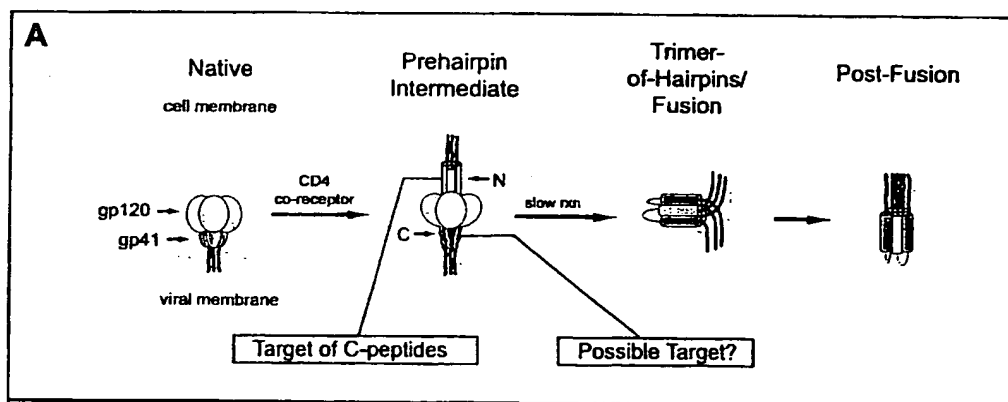 A
Native
cell membrane
Prehairpin
Intermediate
Trimer-
of-Hairpins/
Fusion
Post-Fusion
gp120
gp41
CD4
co-receptor
N
C
slow rxn
viral membrane
Target of C-peptides
Possible Target?